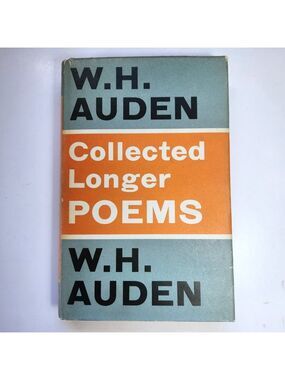 W.H.
AUDEN
Collected
Longer
POEMS
W.H.
AUDEN